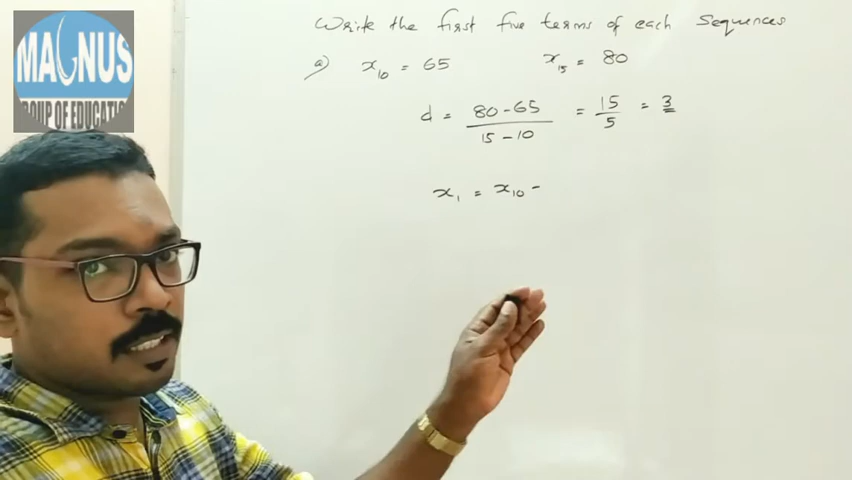 MAGNUS
GROUP OF EDUCATION
Write the first five terms of each Sequences
a) x₁₀ = 65 x₁₅ = 80
d = 80 - 65 / 15 - 10 = 15 / 5 = 3
x₁ = x₁₀ -